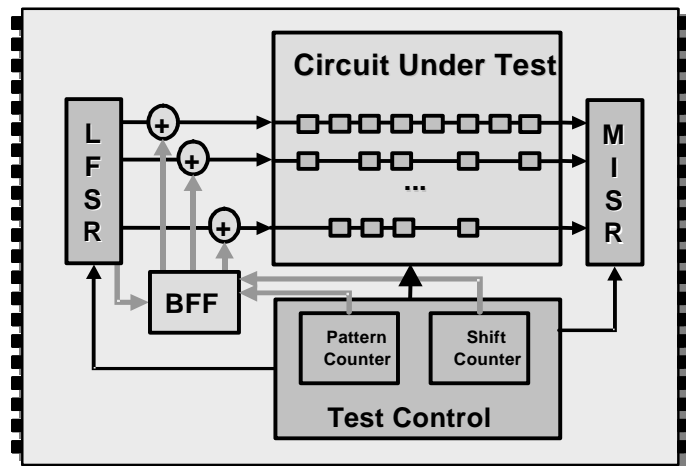 Circuit Under Test
L
F
S
R
+
+
+
...
M
I
S
R
BFF
Pattern
Counter
Shift
Counter
Test Control